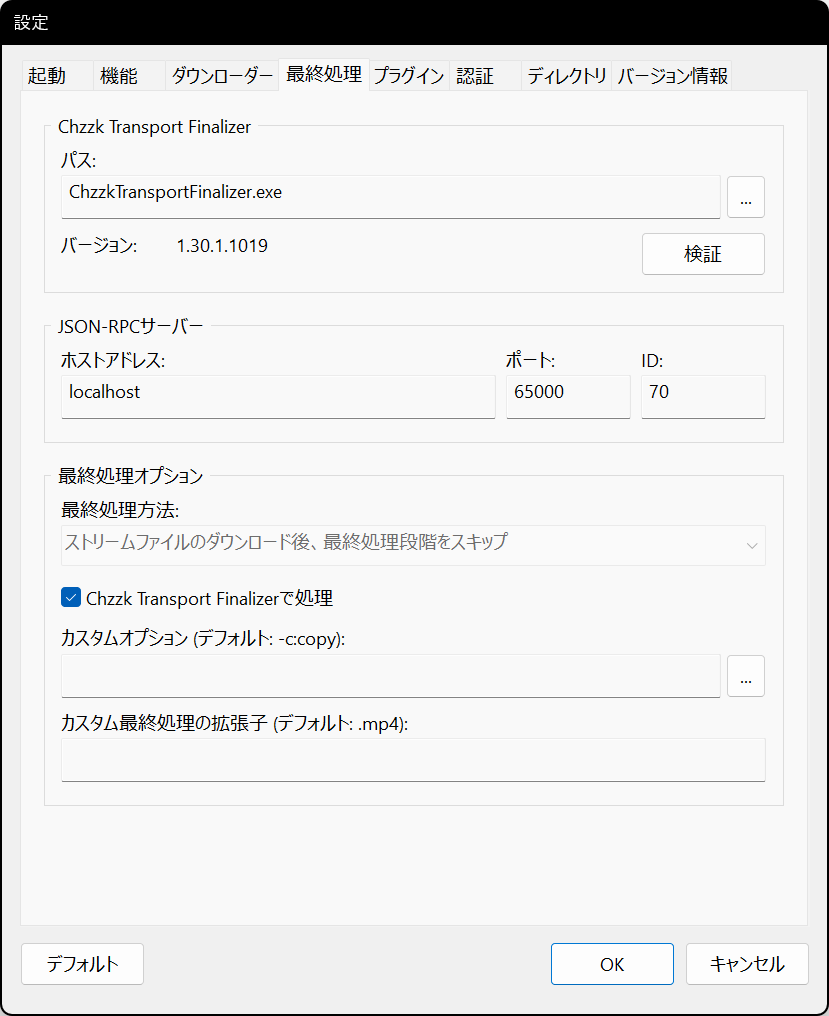 設定
起動 機能 ダウンローダー 最終処理 プラグイン 認証 ディレクトリ バージョン情報
Chzzk Transport Finalizer
パス:
ChzzkTransportFinalizer.exe ...
バージョン: 1.30.1.1019 検証
JSON-RPCサーバー
ホストアドレス: ポート: ID:
localhost 65000 70
最終処理オプション
最終処理方法:
ストリームファイルのダウンロード後、最終処理段階をスキップ
Chzzk Transport Finalizerで処理
カスタムオプション (デフォルト: -c:copy):
...
カスタム最終処理の拡張子 (デフォルト: .mp4):
デフォルト OK キャンセル